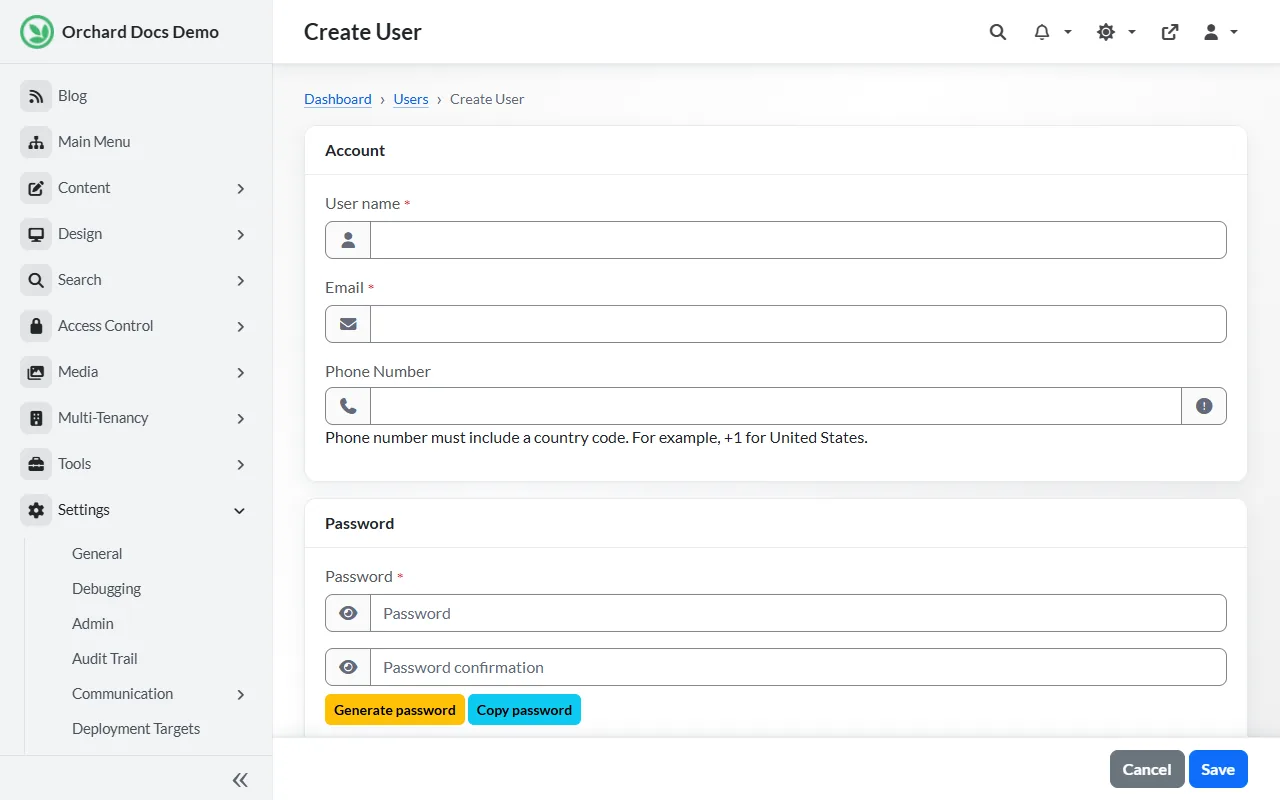 Orchard Docs Demo
Create User
Blog
Main Menu
Content
Design
Search
Access Control
Media
Multi-Tenancy
Tools
Settings
General
Debugging
Admin
Audit Trail
Communication
Deployment Targets
Dashboard › Users › Create User
Account
User name *
Email *
Phone Number
Phone number must include a country code. For example, +1 for United States.
Password
Password *
Password
Password confirmation
Generate password Copy password
Cancel Save